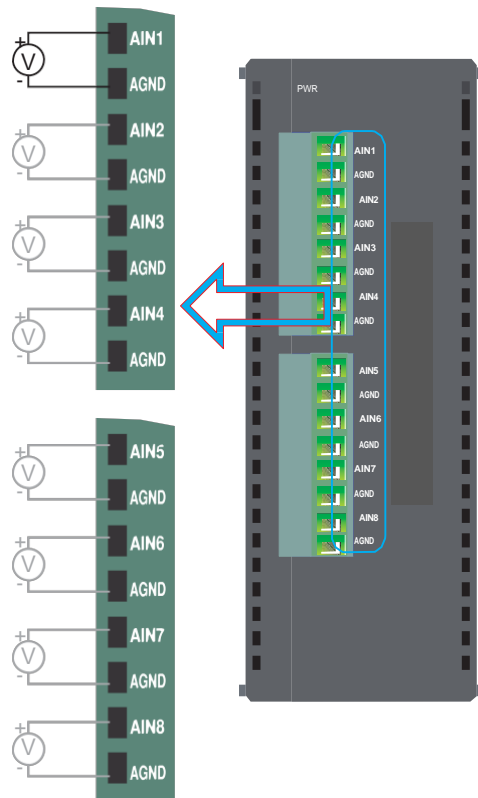 +
V
-
AIN1
AGND
+
V
-
AIN2
AGND
+
V
-
AIN3
AGND
+
V
-
AIN4
AGND
+
V
-
AIN5
AGND
+
V
-
AIN6
AGND
+
V
-
AIN7
AGND
+
V
-
AIN8
AGND
PWR
AIN1
AGND
AIN2
AGND
AIN3
AGND
AIN4
AGND
AIN5
AGND
AIN6
AGND
AIN7
AGND
AIN8
AGND